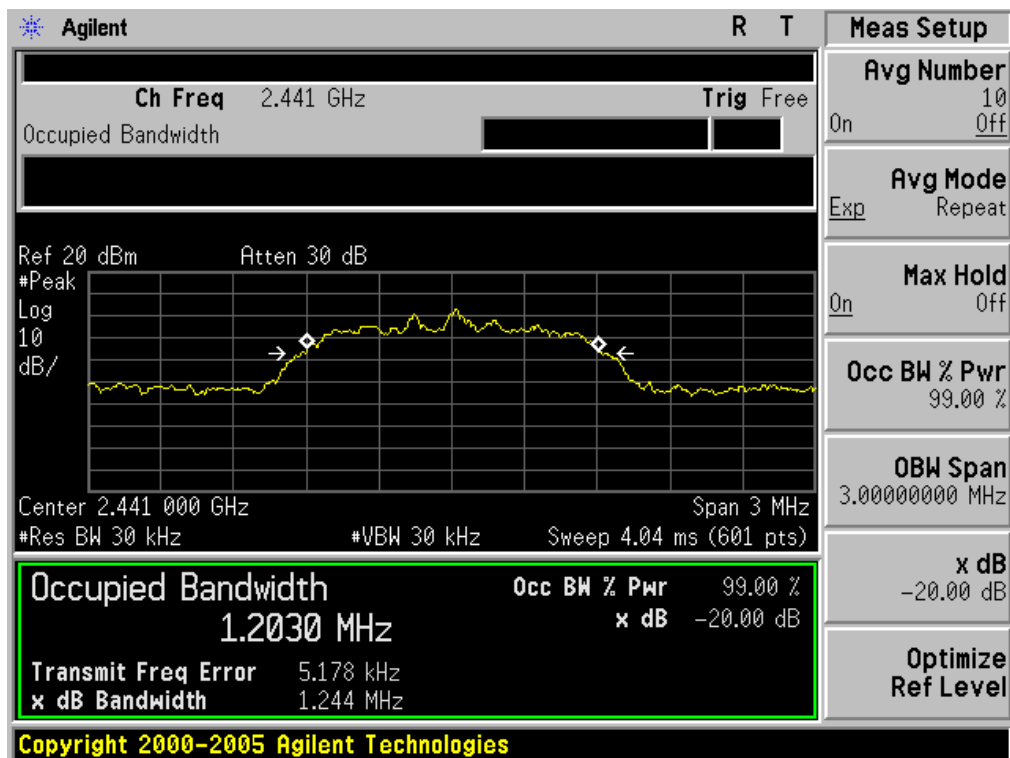 Agilent R T
Ch Freq 2.441 GHz Trig Free
Occupied Bandwidth
Ref 20 dBm Atten 30 dB
#Peak
Log
10
dB/
Center 2.441 000 GHz Span 3 MHz
#Res BW 30 kHz #VBW 30 kHz Sweep 4.04 ms (601 pts)
Occupied Bandwidth Occ BW % Pwr 99.00 %
1.2030 MHz x dB -20.00 dB
Transmit Freq Error 5.178 kHz
x dB Bandwidth 1.244 MHz
Copyright 2000-2005 Agilent Technologies
Meas Setup
Avg Number
10
On Off
Avg Mode
Exp Repeat
Max Hold
On Off
Occ BW % Pwr
99.00 %
OBW Span
3.00000000 MHz
x dB
-20.00 dB
Optimize
Ref Level